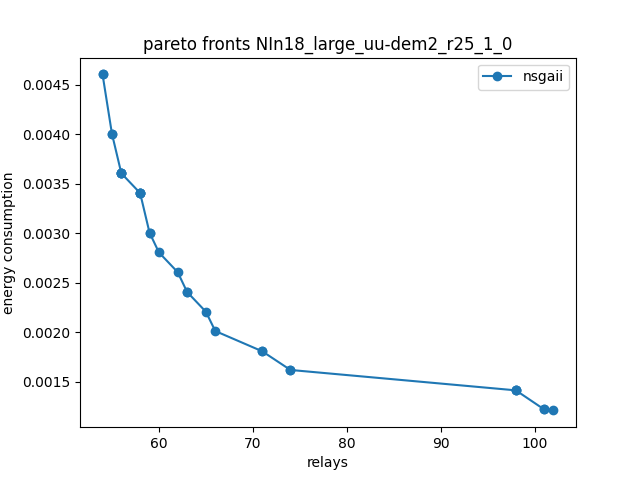 pareto fronts NIn18_large_uu-dem2_r25_1_0
nsgaii
energy consumption
0.0045
0.0040
0.0035
0.0030
0.0025
0.0020
0.0015
60 70 80 90 100
relays